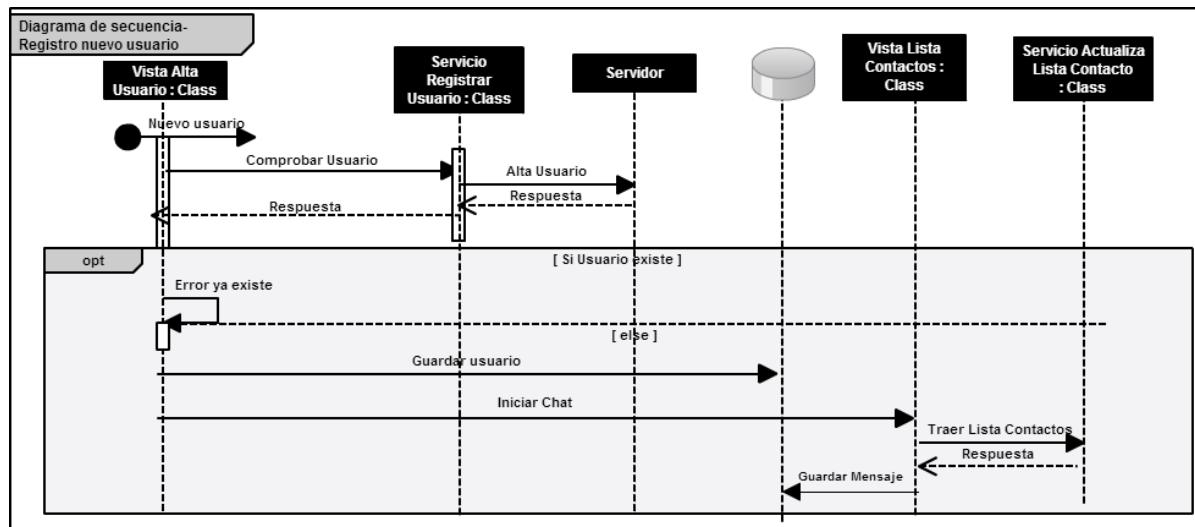 Diagrama de secuencia-
Registro nuevo usuario
Vista Alta
Usuario : Class
Servicio
Registrar
Usuario : Class
Servidor
Vista Lista
Contactos :
Class
Servicio Actualiza
Lista Contacto
: Class
Nuevo usuario
Comprobar Usuario
Alta Usuario
Respuesta
Respuesta
opt
[ Si Usuario existe ]
Error ya existe
[ else ]
Guardar usuario
Iniciar Chat
Traer Lista Contactos
Respuesta
Guardar Mensaje